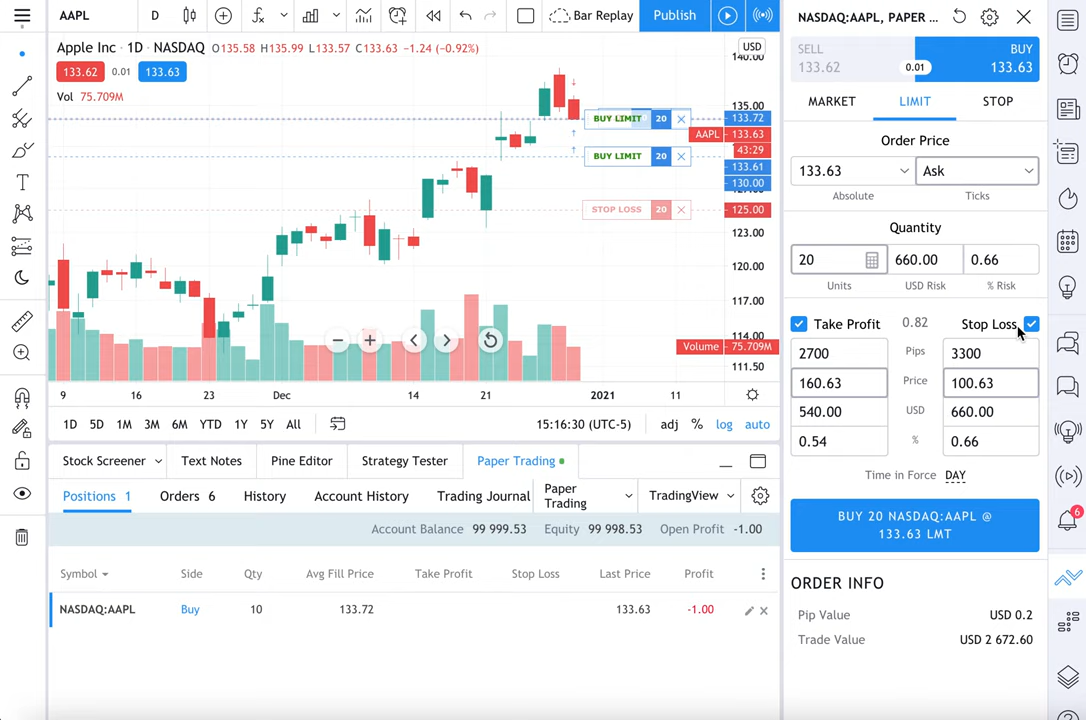 AAPL D Bar Replay Publish
Apple Inc · 1D · NASDAQ O135.58 H135.99 L133.57 C133.63 −1.24 (−0.92%)
133.62 0.01 133.63
Vol 75.709M
USD
140.00
135.00
BUY LIMIT 20 133.72
AAPL 133.63
43:29
BUY LIMIT 20
133.61
130.00
STOP LOSS 20 125.00
123.00
120.00
117.00
114.00
Volume 75.709M
111.50
9 16 23 Dec 14 21 2021 11
1D 5D 1M 3M 6M YTD 1Y 5Y All 15:16:30 (UTC-5) adj % log auto
Stock Screener Text Notes Pine Editor Strategy Tester Paper Trading
Positions 1 Orders 6 History Account History Trading Journal Paper Trading TradingView
Account Balance 99 999.53 Equity 99 998.53 Open Profit -1.00
Symbol Side Qty Avg Fill Price Take Profit Stop Loss Last Price Profit
NASDAQ:AAPL Buy 10 133.72 133.63 -1.00
NASDAQ:AAPL, PAPER ...
SELL BUY
133.62 0.01 133.63
MARKET LIMIT STOP
Order Price
133.63 Ask
Absolute Ticks
Quantity
20 660.00 0.66
Units USD Risk % Risk
Take Profit 0.82 Stop Loss
2700 Pips 3300
160.63 Price 100.63
540.00 USD 660.00
0.54 % 0.66
Time in Force DAY
BUY 20 NASDAQ:AAPL @
133.63 LMT
ORDER INFO
Pip Value USD 0.2
Trade Value USD 2 672.60
6